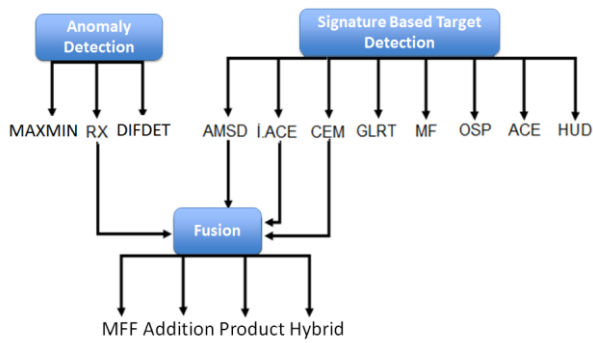 Anomaly
Detection
Signature Based Target
Detection
MAXMIN RX DIFDET
AMSD İ.ACE CEM GLRT MF OSP ACE HUD
Fusion
MFF Addition Product Hybrid